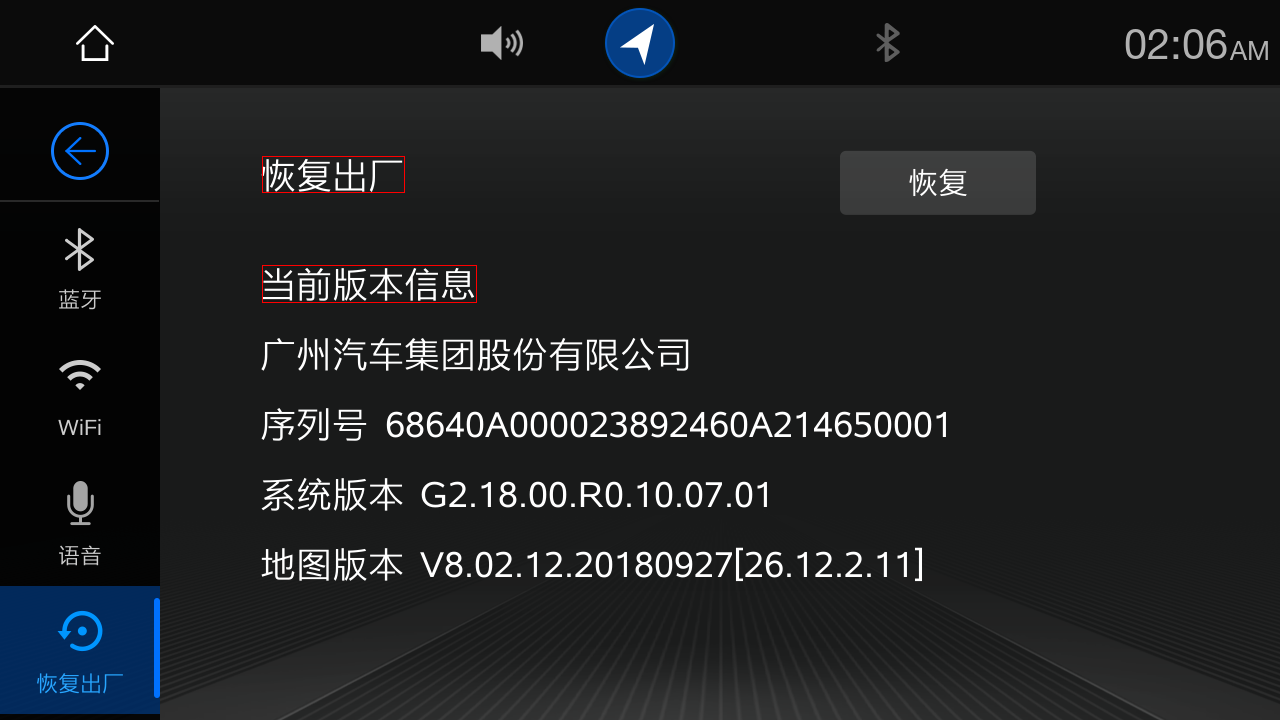 02:06AM
恢复出厂
恢复
当前版本信息
广州汽车集团股份有限公司
序列号 68640A000023892460A214650001
系统版本 G2.18.00.R0.10.07.01
地图版本 V8.02.12.20180927[26.12.2.11]
蓝牙
WiFi
语音
恢复出厂